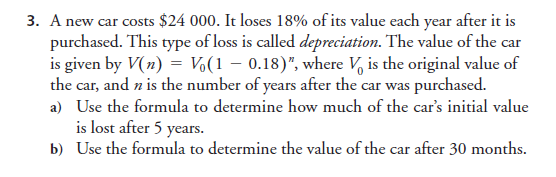 3. A new car costs $24 000. It loses 18% of its value each year after it is
purchased. This type of loss is called depreciation. The value of the car
is given by V(n) = V₀(1 − 0.18)ⁿ, where V₀ is the original value of
the car, and n is the number of years after the car was purchased.
a) Use the formula to determine how much of the car's initial value
is lost after 5 years.
b) Use the formula to determine the value of the car after 30 months.